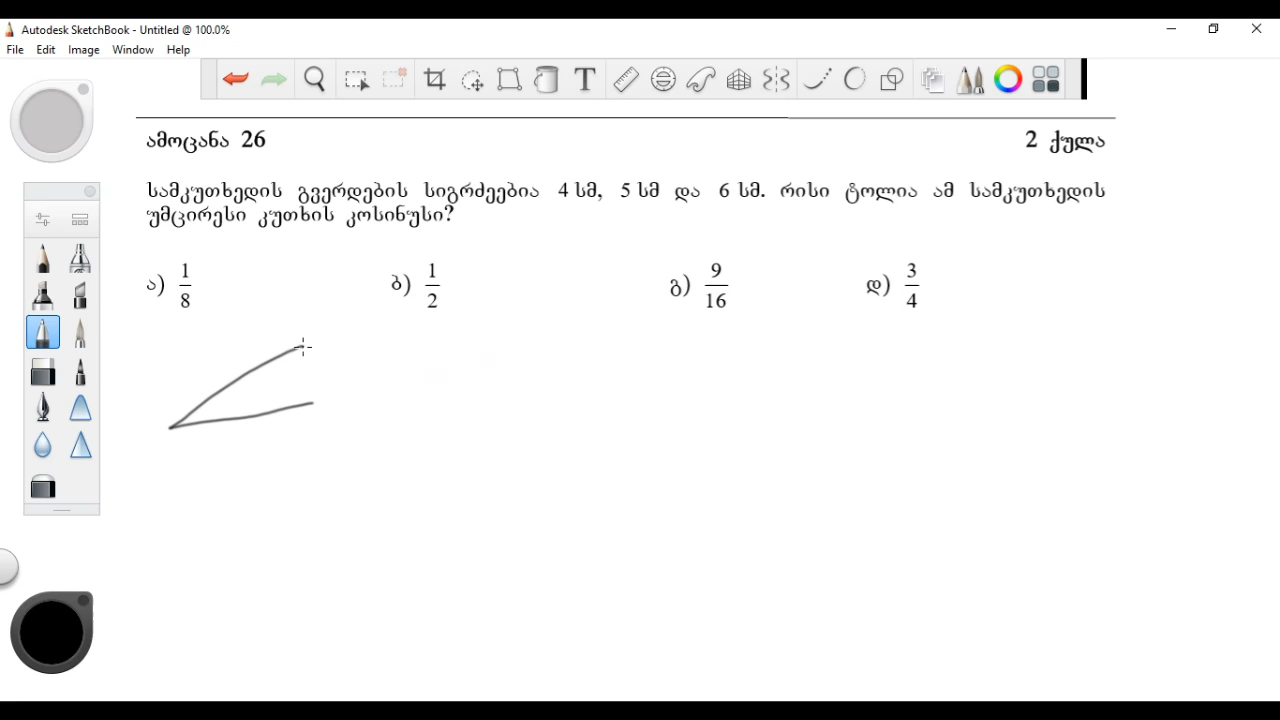 Autodesk SketchBook - Untitled @ 100.0%
File Edit Image Window Help
ამოცანა 26 2 ქულა
სამკუთხედის გვერდების სიგრძეებია 4 სმ, 5 სმ და 6 სმ. რისი ტოლია ამ სამკუთხედის
უმცირესი კუთხის კოსინუსი?
ა) 1/8 ბ) 1/2 გ) 9/16 დ) 3/4